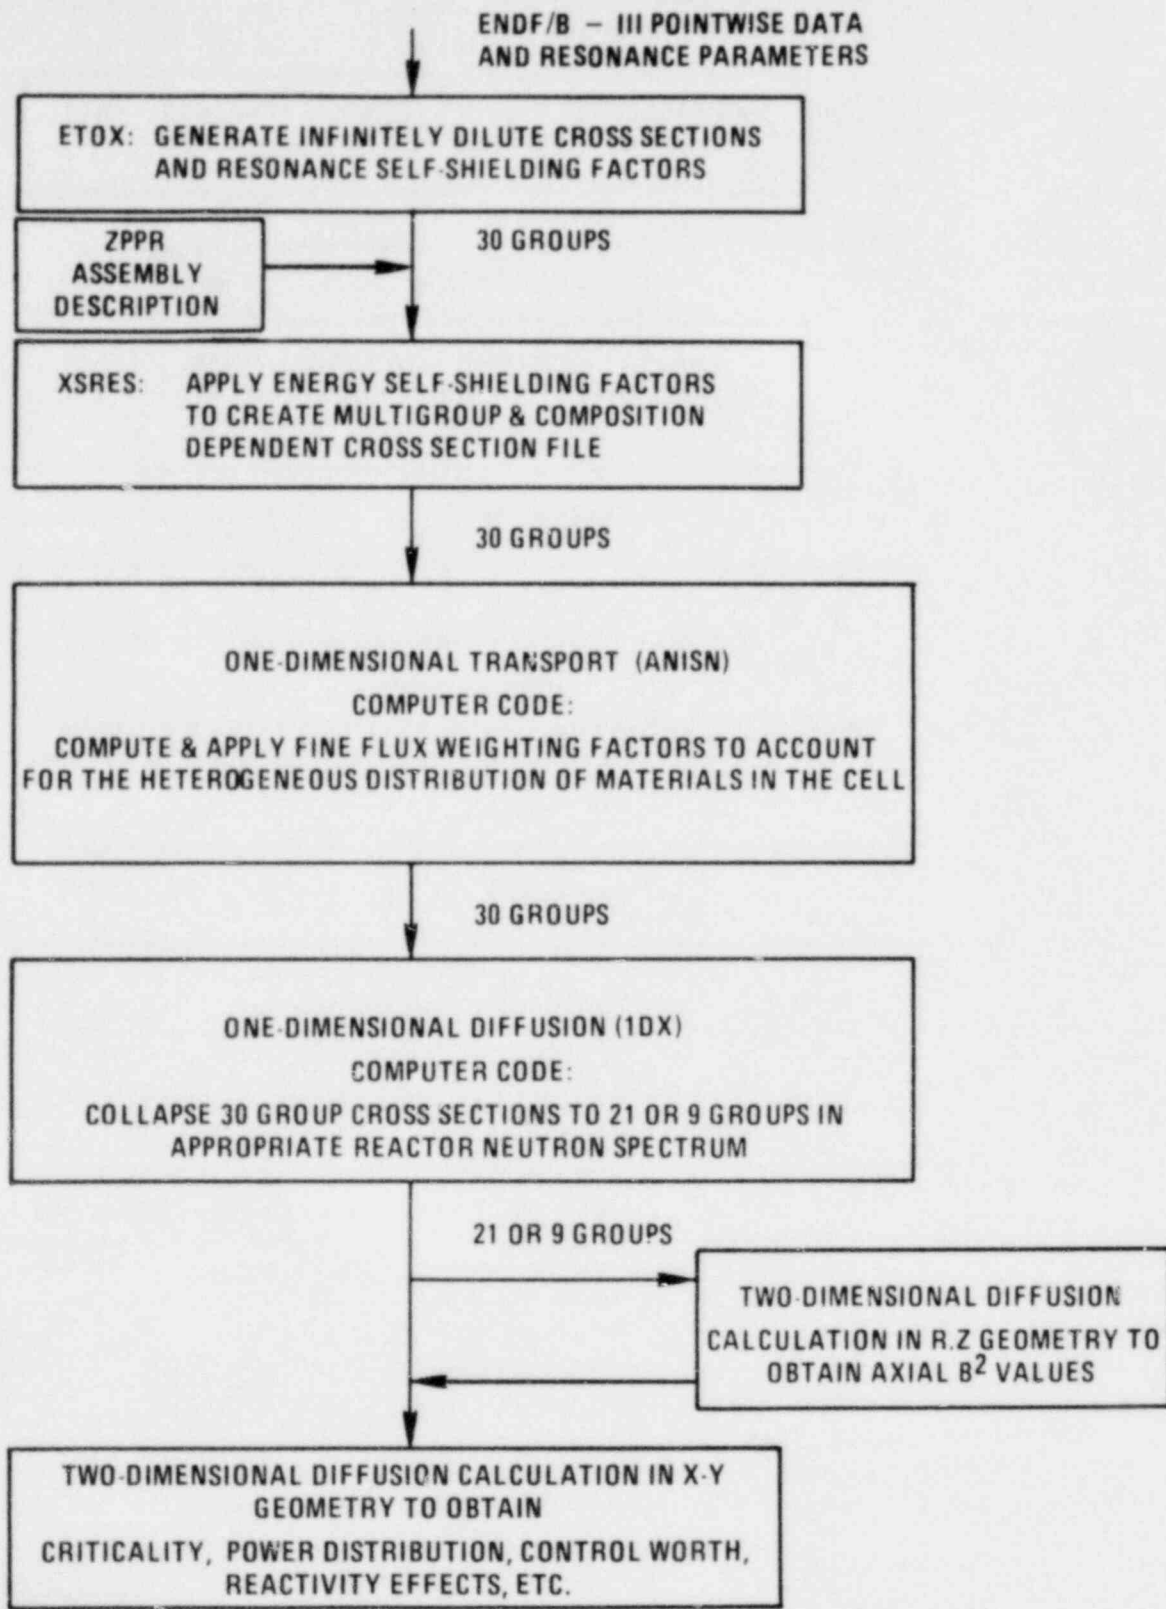 ENDF/B – III POINTWISE DATA
AND RESONANCE PARAMETERS
ETOX: GENERATE INFINITELY DILUTE CROSS SECTIONS
AND RESONANCE SELF-SHIELDING FACTORS
30 GROUPS
ZPPR
ASSEMBLY
DESCRIPTION
XSRES: APPLY ENERGY SELF-SHIELDING FACTORS
TO CREATE MULTIGROUP & COMPOSITION
DEPENDENT CROSS SECTION FILE
30 GROUPS
ONE-DIMENSIONAL TRANSPORT (ANISN)
COMPUTER CODE:
COMPUTE & APPLY FINE FLUX WEIGHTING FACTORS TO ACCOUNT
FOR THE HETEROGENEOUS DISTRIBUTION OF MATERIALS IN THE CELL
30 GROUPS
ONE-DIMENSIONAL DIFFUSION (1DX)
COMPUTER CODE:
COLLAPSE 30 GROUP CROSS SECTIONS TO 21 OR 9 GROUPS IN
APPROPRIATE REACTOR NEUTRON SPECTRUM
21 OR 9 GROUPS
TWO-DIMENSIONAL DIFFUSION
CALCULATION IN R.Z GEOMETRY TO
OBTAIN AXIAL B² VALUES
TWO-DIMENSIONAL DIFFUSION CALCULATION IN X-Y
GEOMETRY TO OBTAIN
CRITICALITY, POWER DISTRIBUTION, CONTROL WORTH,
REACTIVITY EFFECTS, ETC.